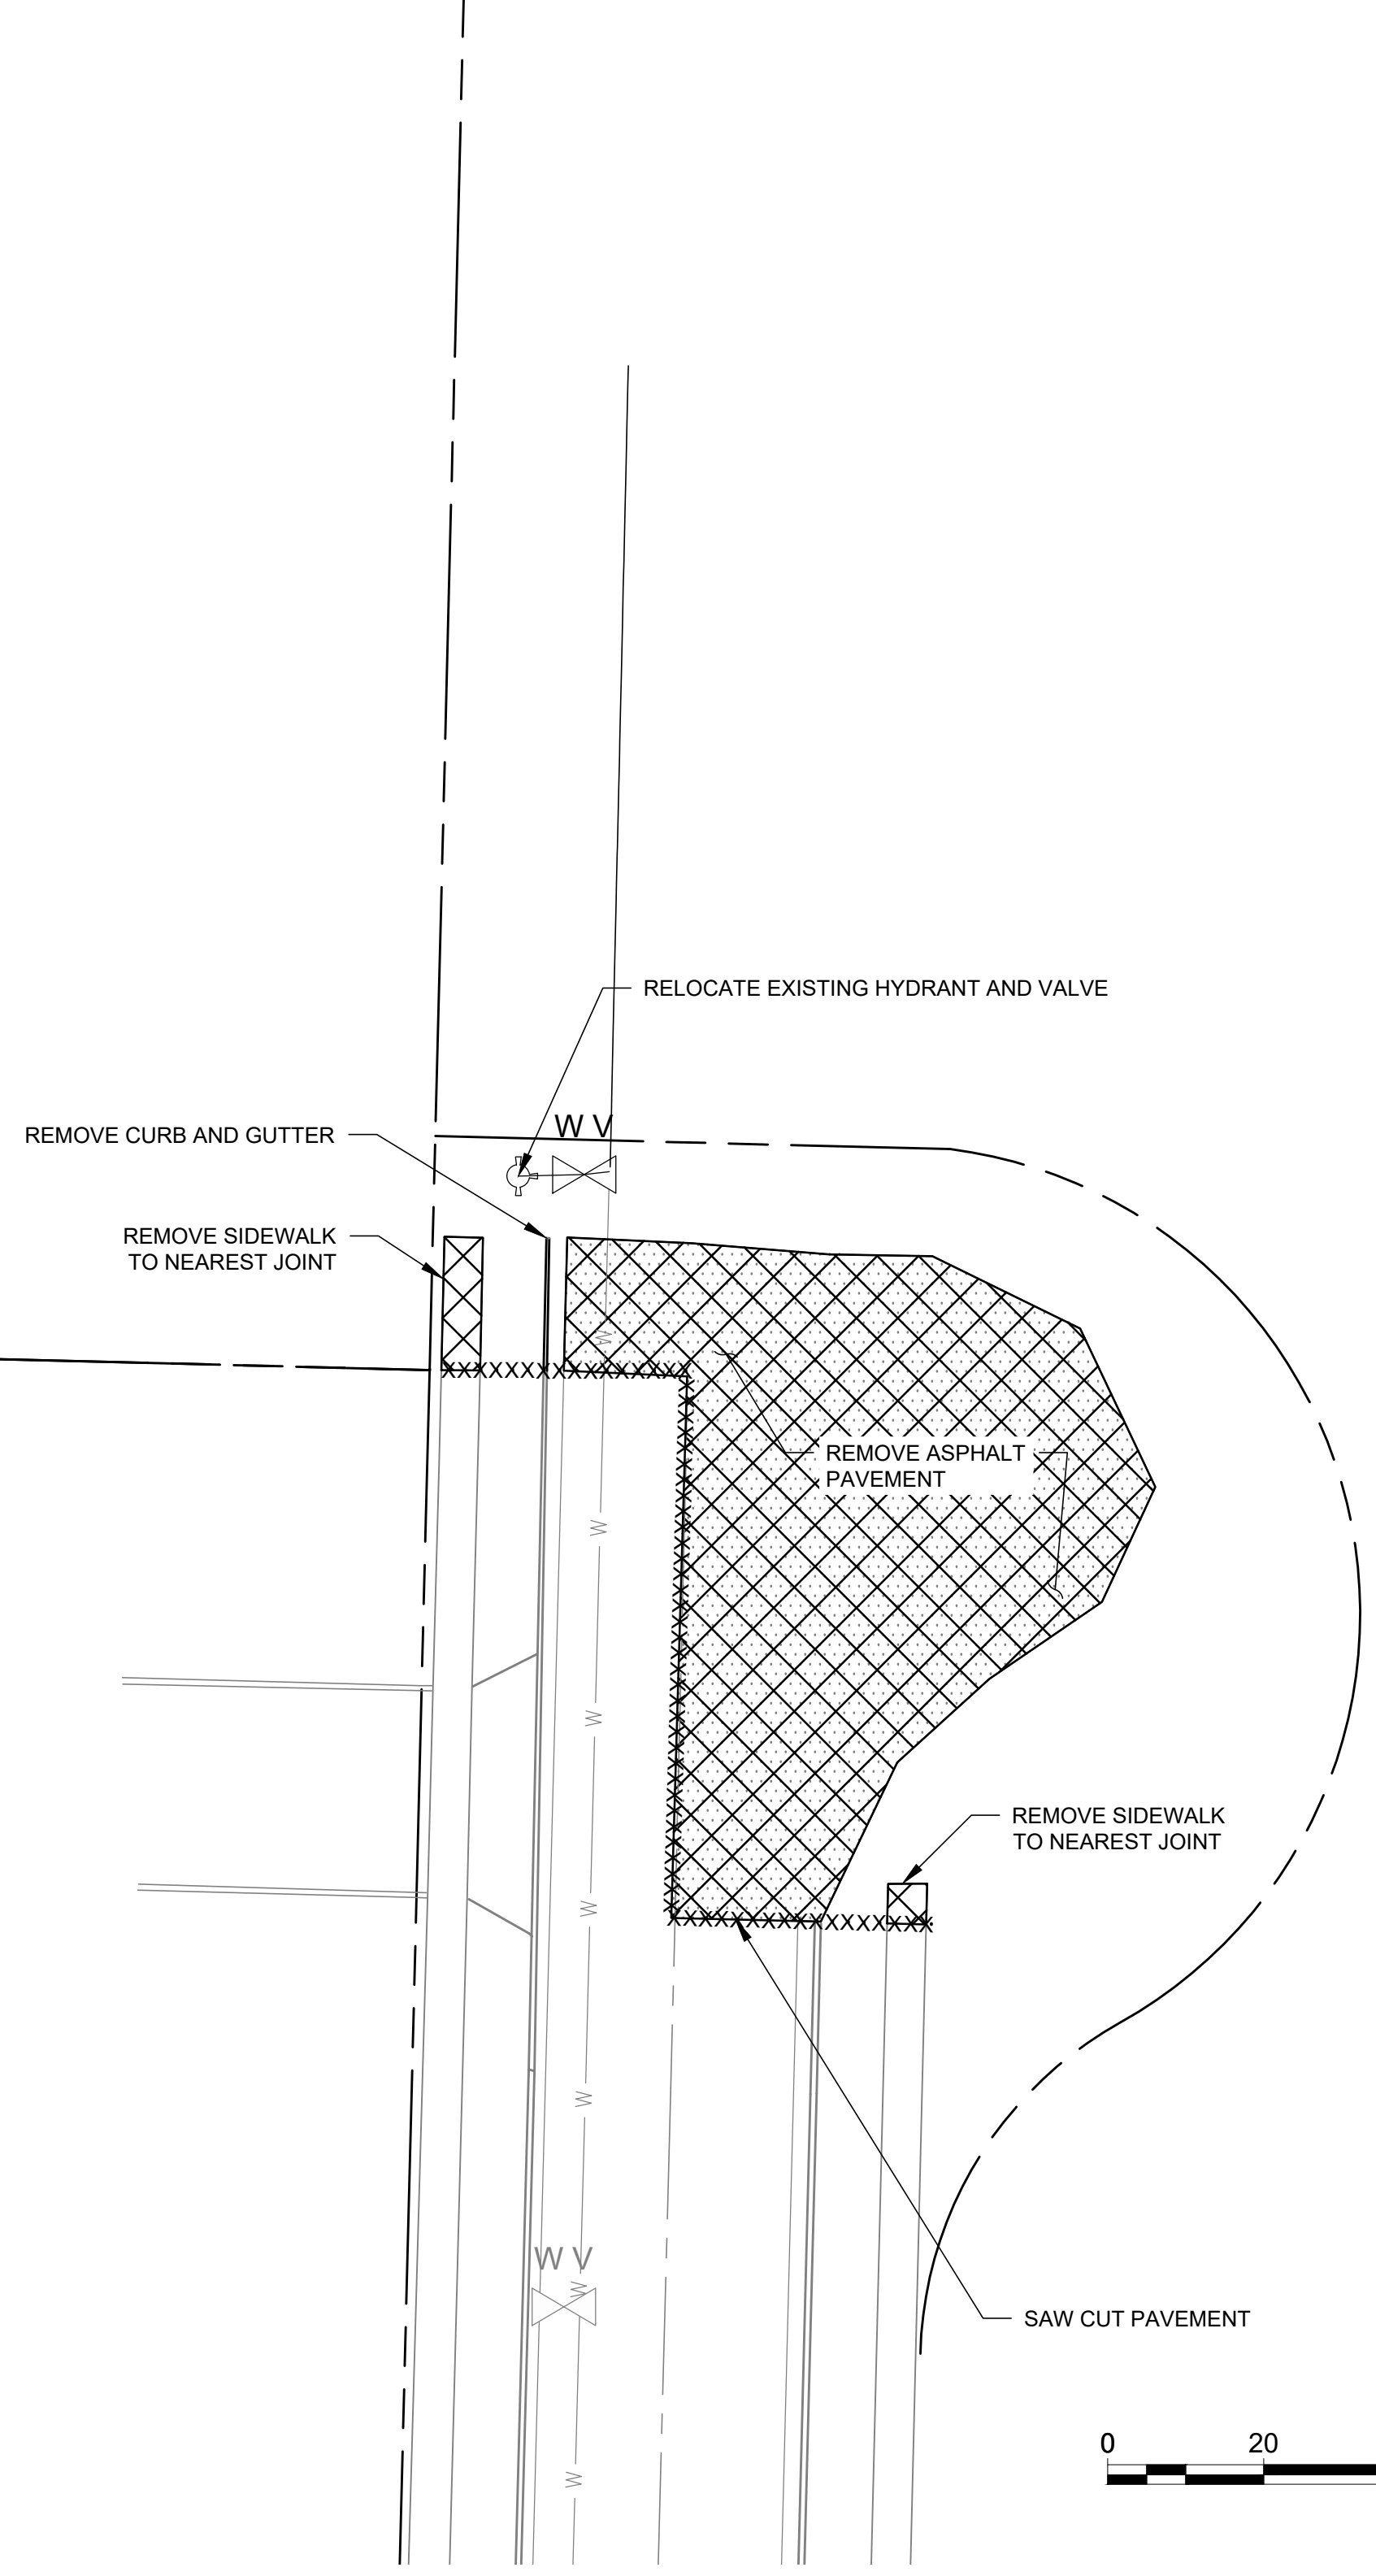 RELOCATE EXISTING HYDRANT AND VALVE
W V
REMOVE CURB AND GUTTER
REMOVE SIDEWALK
TO NEAREST JOINT
W
REMOVE ASPHALT
PAVEMENT
W
W
REMOVE SIDEWALK
TO NEAREST JOINT
W
W
W V
W
SAW CUT PAVEMENT
0 20
W